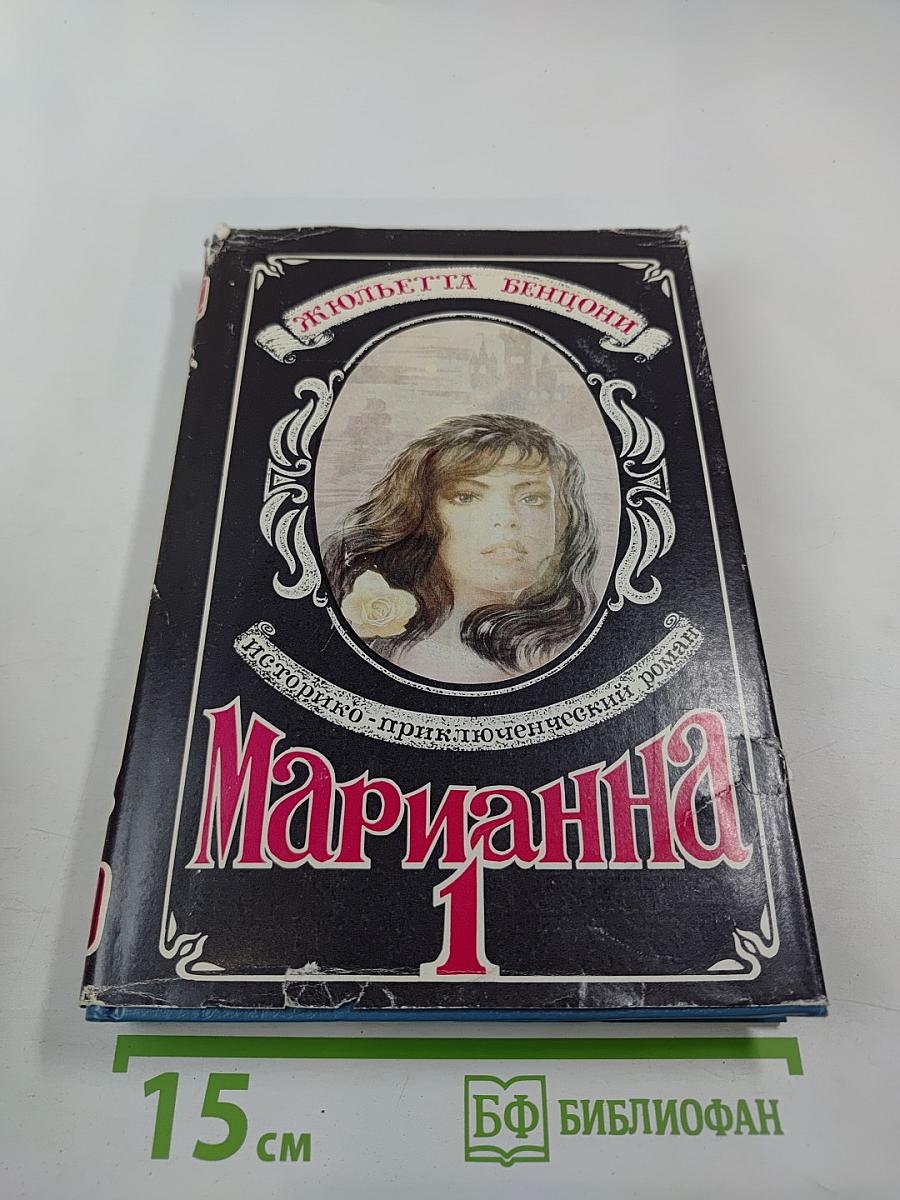 ЖЮЛЬЕТТА БЕНЦОНИ
историко-приключенческий роман
Марианна
1
15 см
БФ БИБЛИОФАН